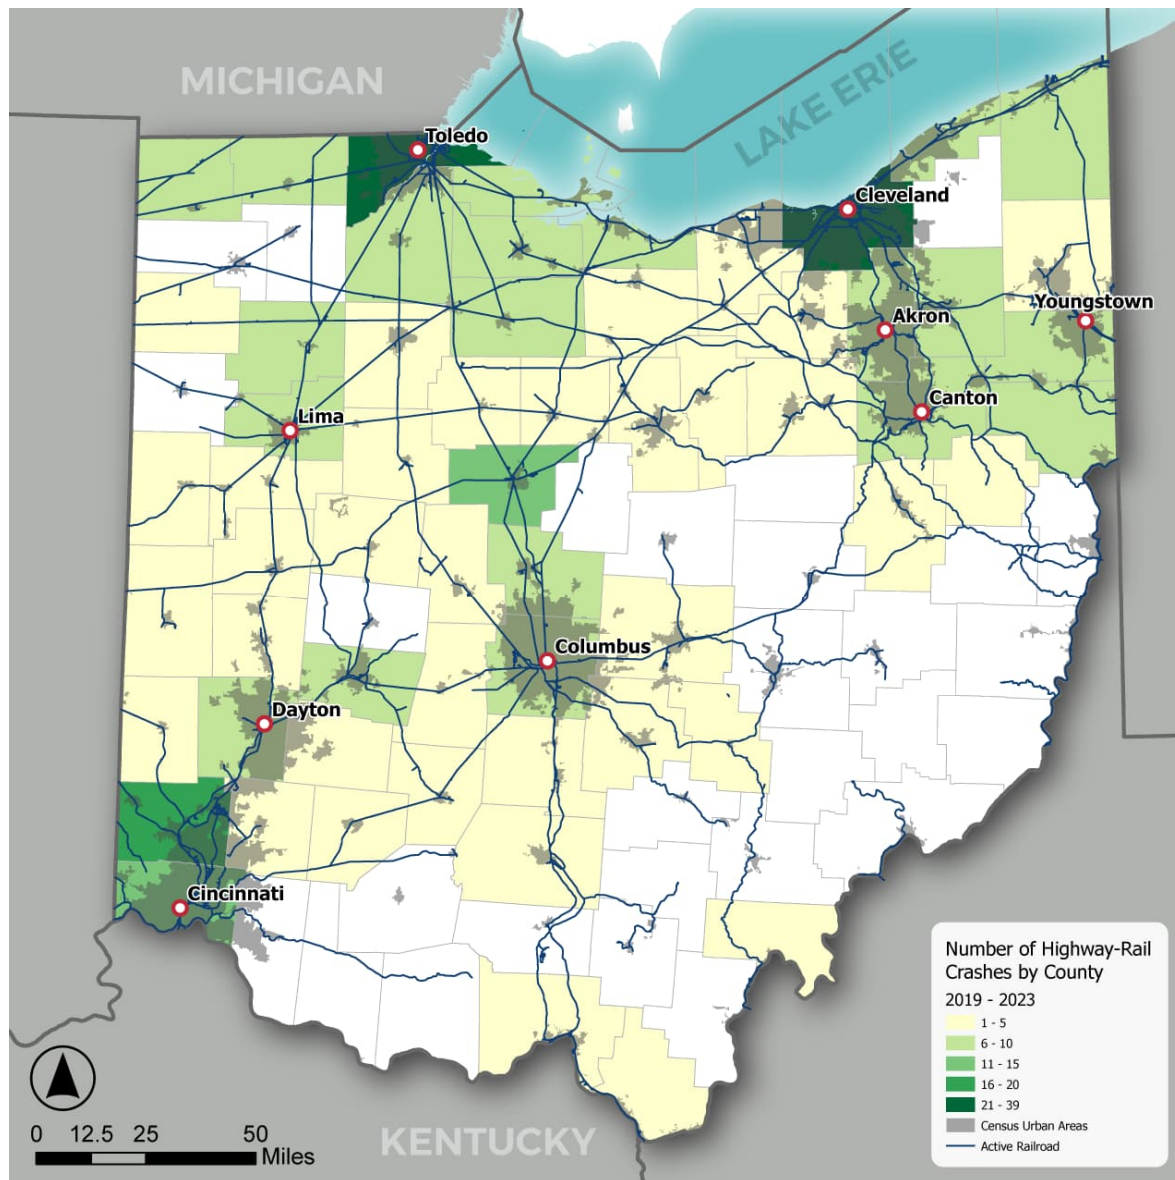 MICHIGAN
LAKE ERIE
Toledo
Cleveland
Youngstown
Akron
Canton
Lima
Columbus
Dayton
Cincinnati
KENTUCKY
Number of Highway-Rail
Crashes by County
2019 - 2023
1 - 5
6 - 10
11 - 15
16 - 20
21 - 39
Census Urban Areas
Active Railroad
0 12.5 25 50
Miles